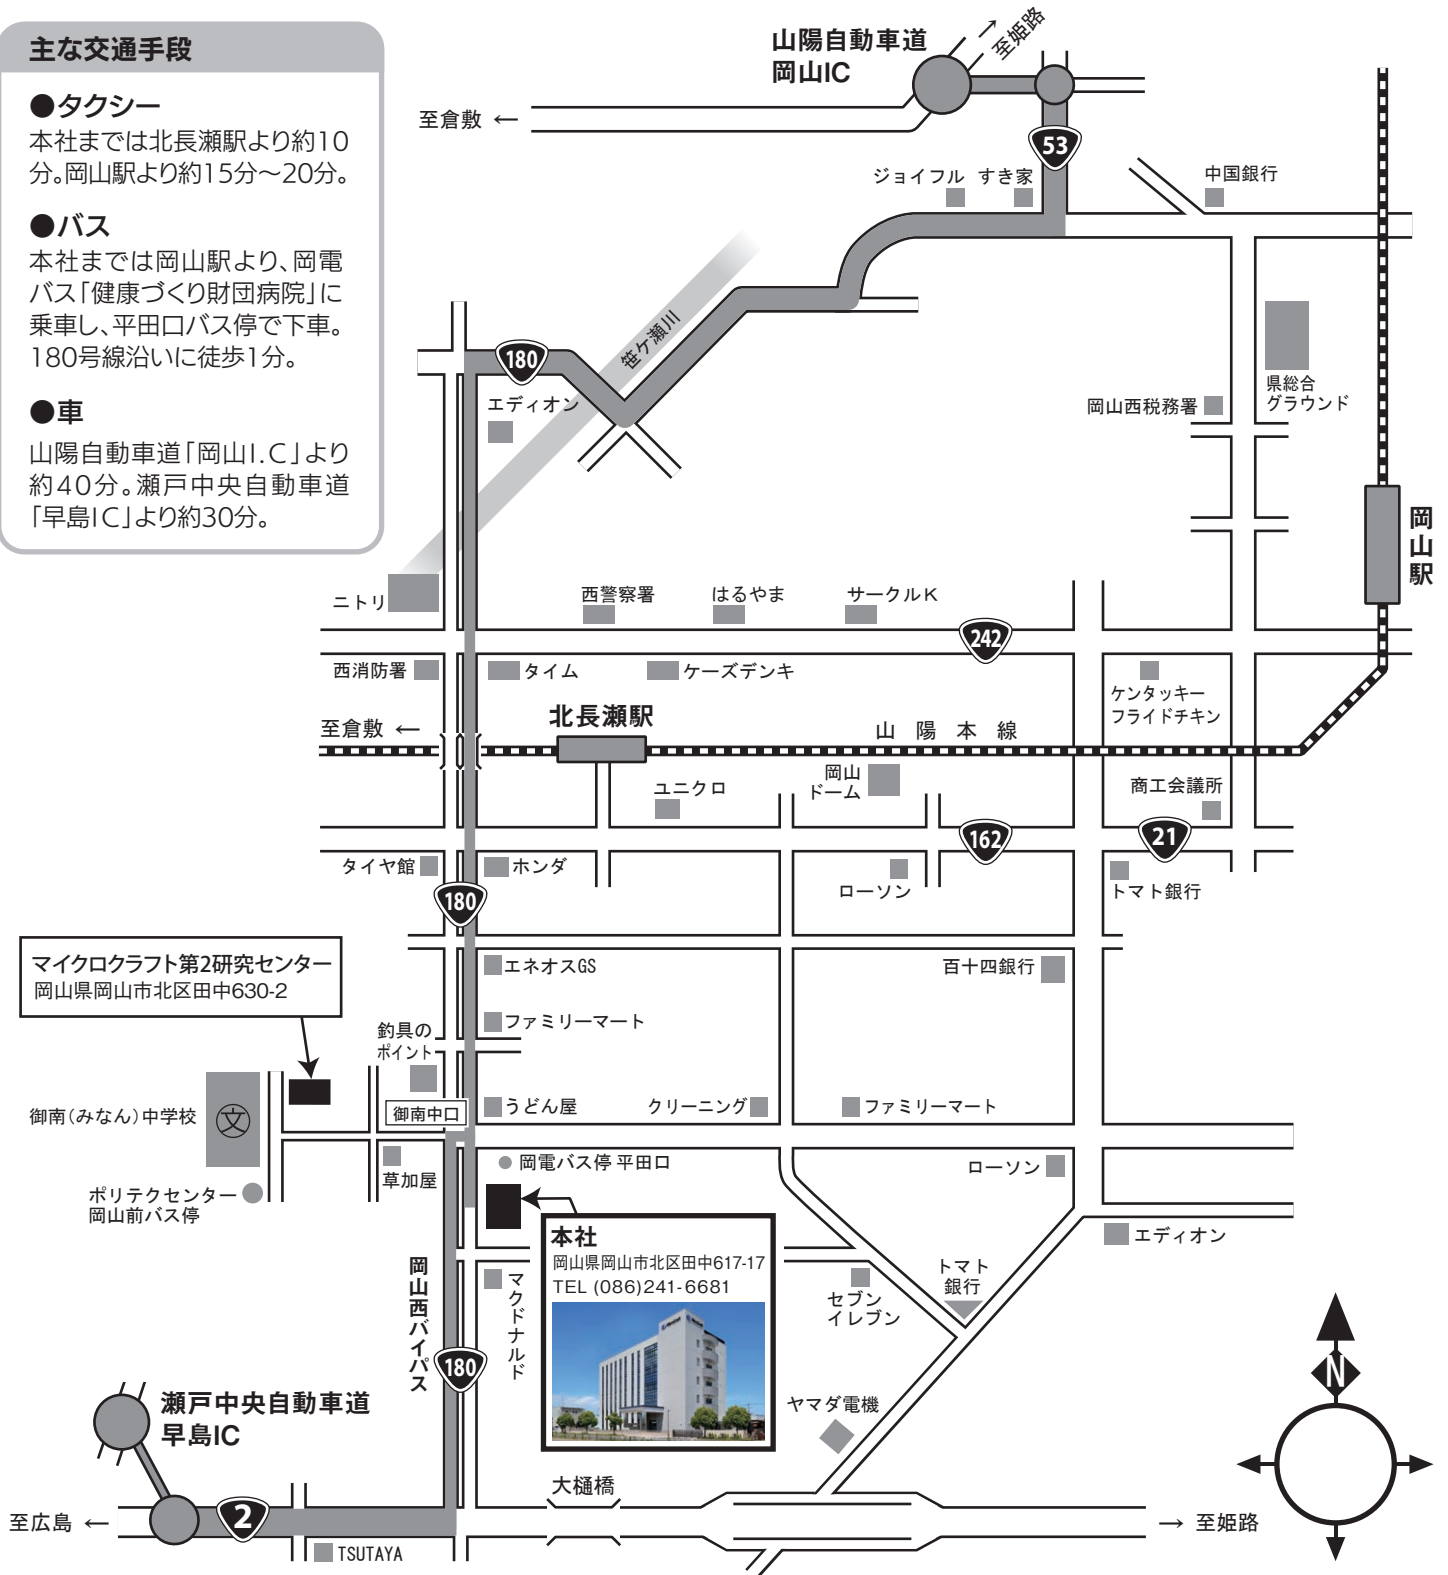 主な交通手段
●タクシー
本社までは北長瀬駅より約10
分。岡山駅より約15分～20分。
●バス
本社までは岡山駅より、岡電
バス「健康づくり財団病院」に
乗車し、平田口バス停で下車。
180号線沿いに徒歩1分。
●車
山陽自動車道「岡山I.C」より
約40分。瀬戸中央自動車道
「早島IC」より約30分。
山陽自動車道
岡山IC
→
至姫路
至倉敷 ←
53
ジョイフル
すき家
中国銀行
笹ケ瀬川
180
エディオン
県総合
グラウンド
岡山西税務署
岡山駅
ニトリ
西警察署
はるやま
サークルK
242
西消防署
タイム
ケーズデンキ
ケンタッキー
フライドチキン
至倉敷 ←
北長瀬駅
山陽本線
ユニクロ
岡山
ドーム
商工会議所
162
21
タイヤ館
ホンダ
ローソン
トマト銀行
180
マイクロクラフト第2研究センター
岡山県岡山市北区田中630-2
エネオスGS
百十四銀行
釣具の
ポイント
ファミリーマート
御南(みなん)中学校
文
御南中口
うどん屋
クリーニング
ファミリーマート
草加屋
岡電バス停 平田口
ローソン
ポリテクセンター
岡山前バス停
本社
岡山県岡山市北区田中617-17
TEL (086)241-6681
エディオン
岡山西バイパス
マクドナルド
セブン
イレブン
トマト
銀行
180
瀬戸中央自動車道
早島IC
ヤマダ電機
N
大樋橋
至広島 ←
2
→ 至姫路
TSUTAYA